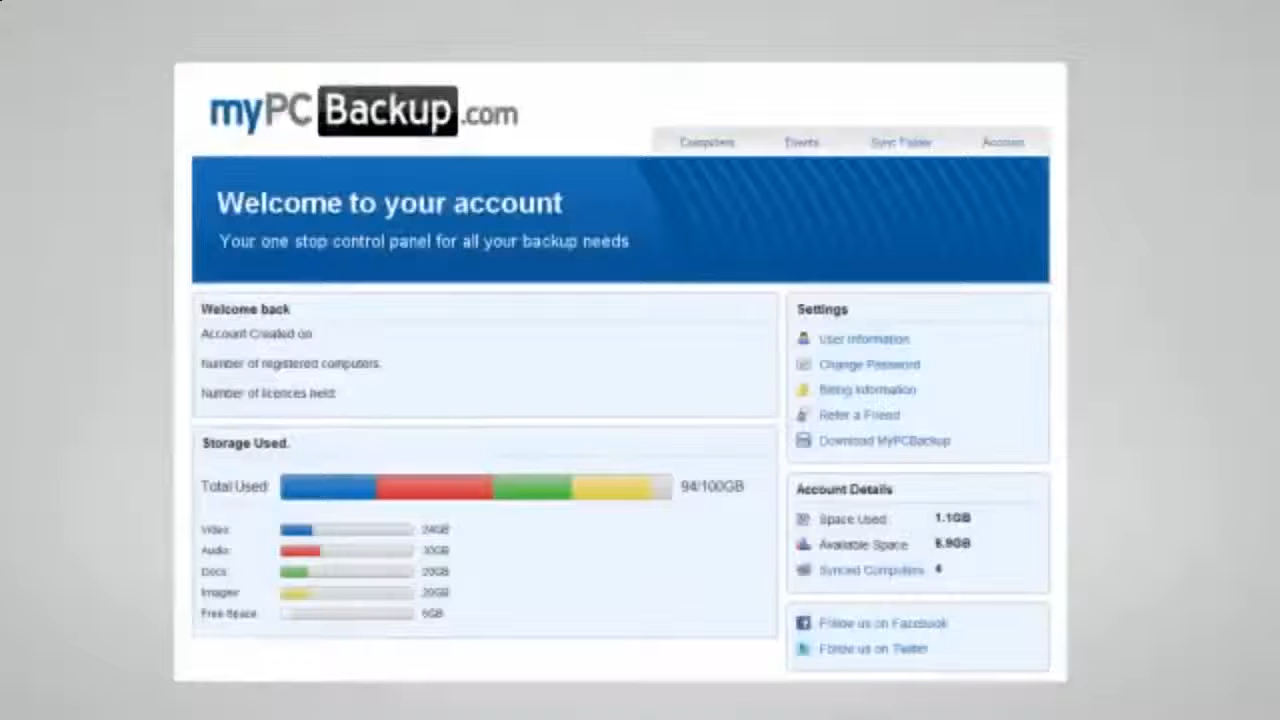 myPCBackup.com
Computers Events Sync Folder Account
Welcome to your account
Your one stop control panel for all your backup needs
Welcome back
Account Created on
Number of registered computers:
Number of licences held:
Storage Used.
Total Used: 94/100GB
Video: 24GB
Audio: 30GB
Docs: 20GB
Images: 20GB
Free Space: 6GB
Settings
User Information
Change Password
Billing Information
Refer a Friend
Download MyPCBackup
Account Details
Space Used: 1.1GB
Available Space 8.9GB
Synced Computers 4
Follow us on Facebook
Follow us on Twitter